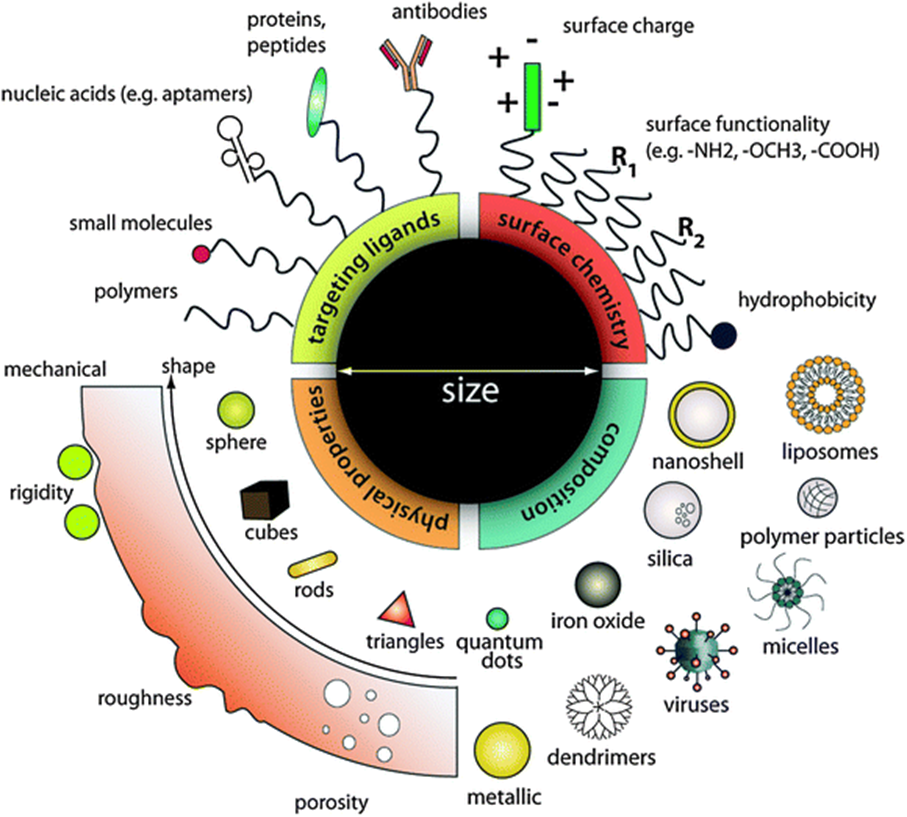 antibodies
proteins,
peptides
surface charge
- + + + -
nucleic acids (e.g. aptamers)
surface functionality
(e.g. -NH2, -OCH3, -COOH)
R1
R2
small molecules
polymers
hydrophobicity
targeting ligands
surface chemistry
mechanical
shape
size
physical properties
composition
sphere
nanoshell
liposomes
rigidity
cubes
silica
polymer particles
rods
triangles
quantum
dots
iron oxide
micelles
roughness
viruses
dendrimers
metallic
porosity